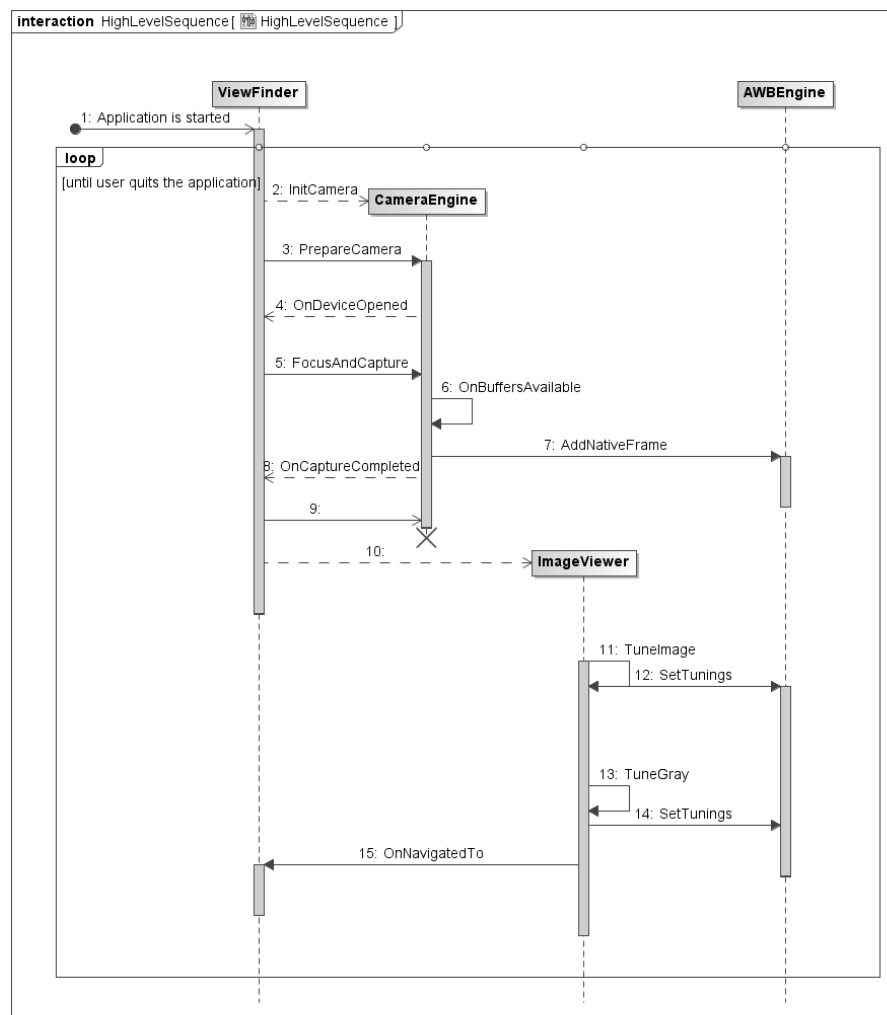 interaction HighLevelSequence[ HighLevelSequence ]
ViewFinder
AWBEngine
1: Application is started
loop
[until user quits the application]
2: InitCamera
CameraEngine
3: PrepareCamera
4: OnDeviceOpened
5: FocusAndCapture
6: OnBuffersAvailable
7: AddNativeFrame
8: OnCaptureCompleted
9:
10:
ImageViewer
11: TuneImage
12: SetTunings
13: TuneGray
14: SetTunings
15: OnNavigatedTo